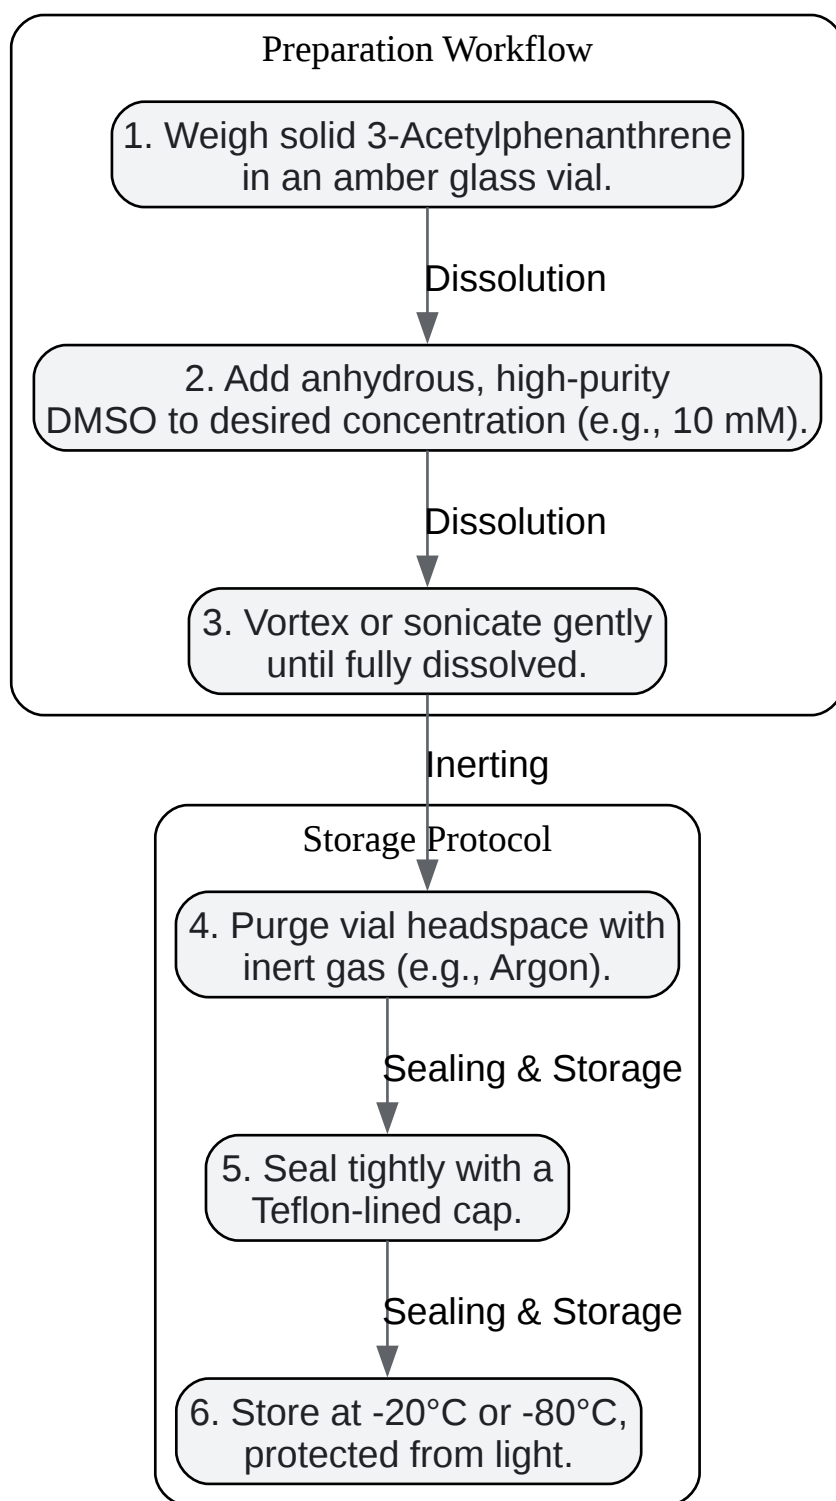 Preparation Workflow
1. Weigh solid 3-Acetylphenanthrene
in an amber glass vial.
Dissolution
2. Add anhydrous, high-purity
DMSO to desired concentration (e.g., 10 mM).
Dissolution
3. Vortex or sonicate gently
until fully dissolved.
Inerting
Storage Protocol
4. Purge vial headspace with
inert gas (e.g., Argon).
Sealing & Storage
5. Seal tightly with a
Teflon-lined cap.
Sealing & Storage
6. Store at -20°C or -80°C,
protected from light.